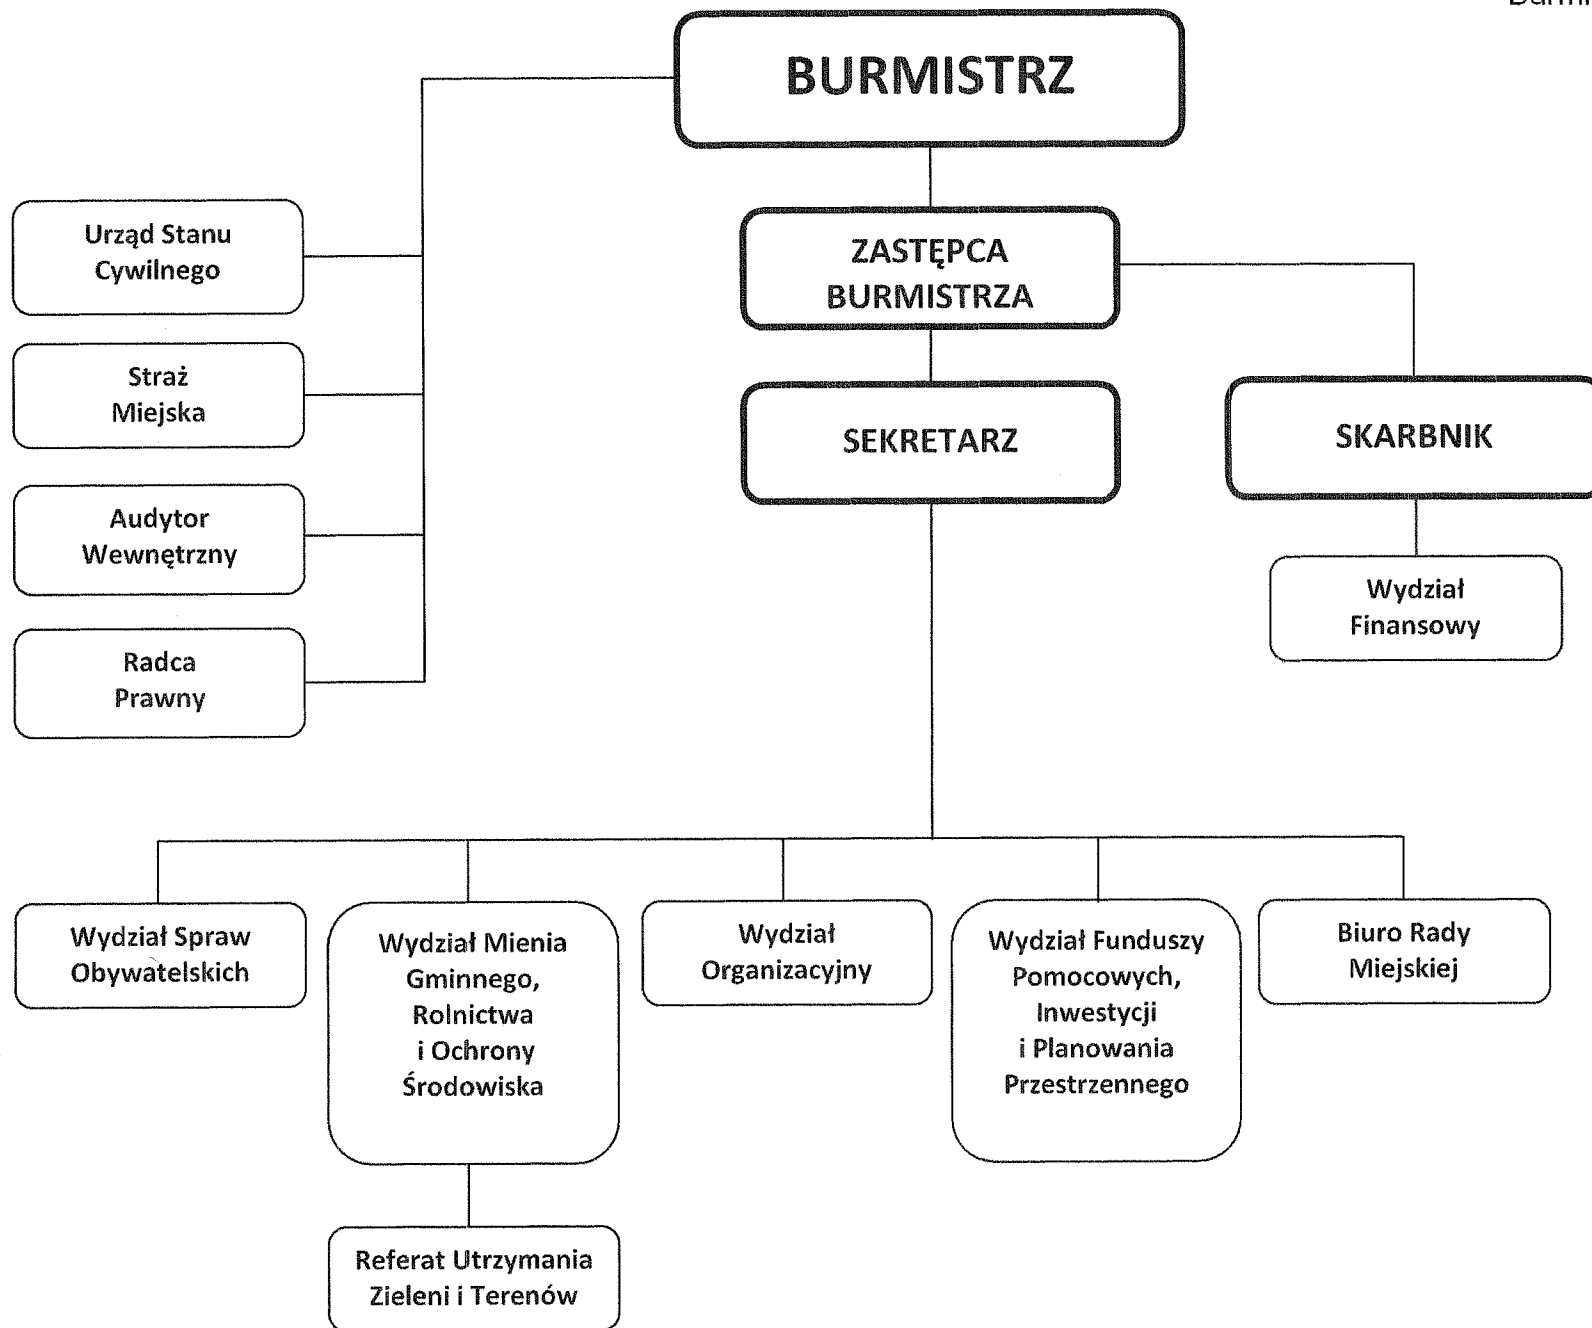 BURMISTRZ
ZASTĘPCA
BURMISTRZA
SEKRETARZ
SKARBNIK
Wydział
Finansowy
Urząd Stanu
Cywilnego
Straż
Miejska
Audytor
Wewnętrzny
Radca
Prawny
Wydział Spraw
Obywatelskich
Wydział Mienia
Gminnego,
Rolnictwa
i Ochrony
Środowiska
Referat Utrzymania
Zieleni i Terenów
Wydział
Organizacyjny
Wydział Funduszy
Pomocowych,
Inwestycji
i Planowania
Przestrzennego
Biuro Rady
Miejskiej